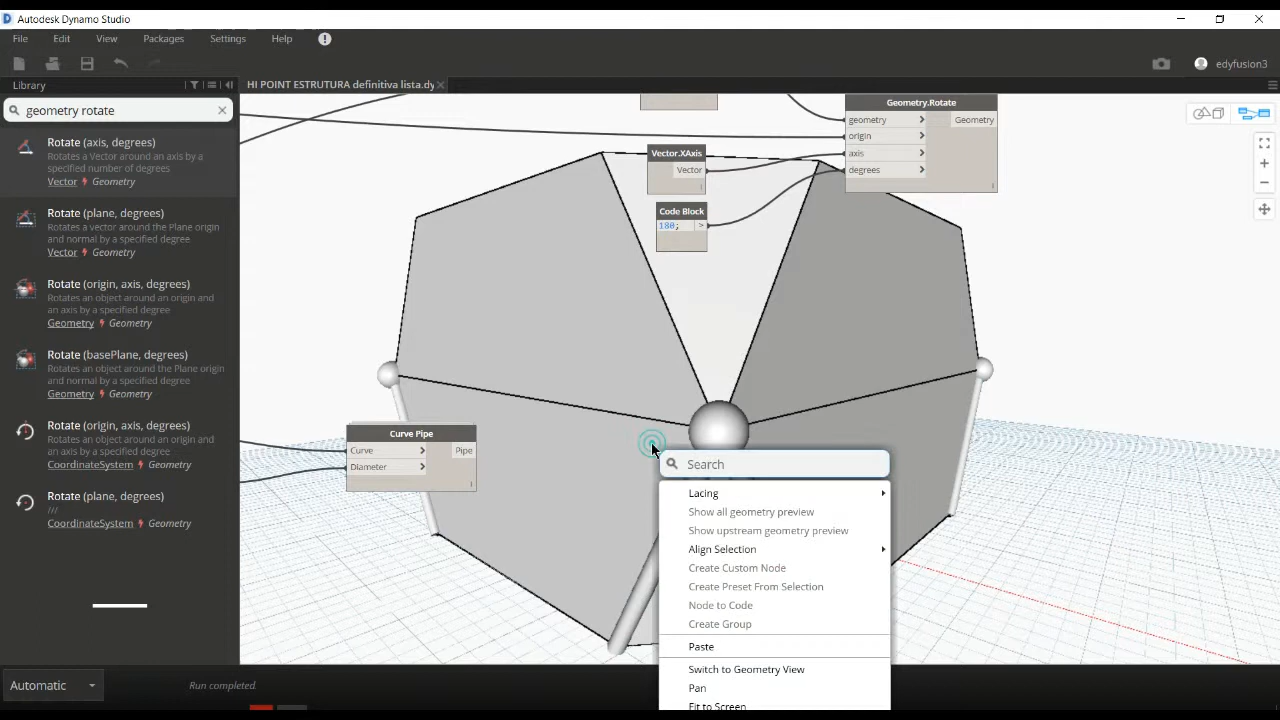 Autodesk Dynamo Studio
File Edit View Packages Settings Help
edyfusion3
Library
HI POINT ESTRUTURA definitiva lista.dy
geometry rotate
Rotate (axis, degrees)
Rotates a Vector around an axis by a
specified number of degrees
Vector Geometry
Rotate (plane, degrees)
Rotates a vector around the Plane origin
and normal by a specified degree
Vector Geometry
Rotate (origin, axis, degrees)
Rotates an object around an origin and
an axis by a specified degree
Geometry Geometry
Rotate (basePlane, degrees)
Rotates an object around the Plane origin
and normal by a specified degree
Geometry Geometry
Rotate (origin, axis, degrees)
Rotates an object around an origin and
an axis by a specified degree
CoordinateSystem Geometry
Rotate (plane, degrees)
///
CoordinateSystem Geometry
Geometry.Rotate
geometry > Geometry
origin >
axis >
degrees >
Vector.XAxis
Vector
Code Block
180; >
Curve Pipe
Curve > Pipe
Diameter >
Search
Lacing
Show all geometry preview
Show upstream geometry preview
Align Selection
Create Custom Node
Create Preset From Selection
Node to Code
Create Group
Paste
Switch to Geometry View
Pan
Fit to Screen
Automatic
Run completed.